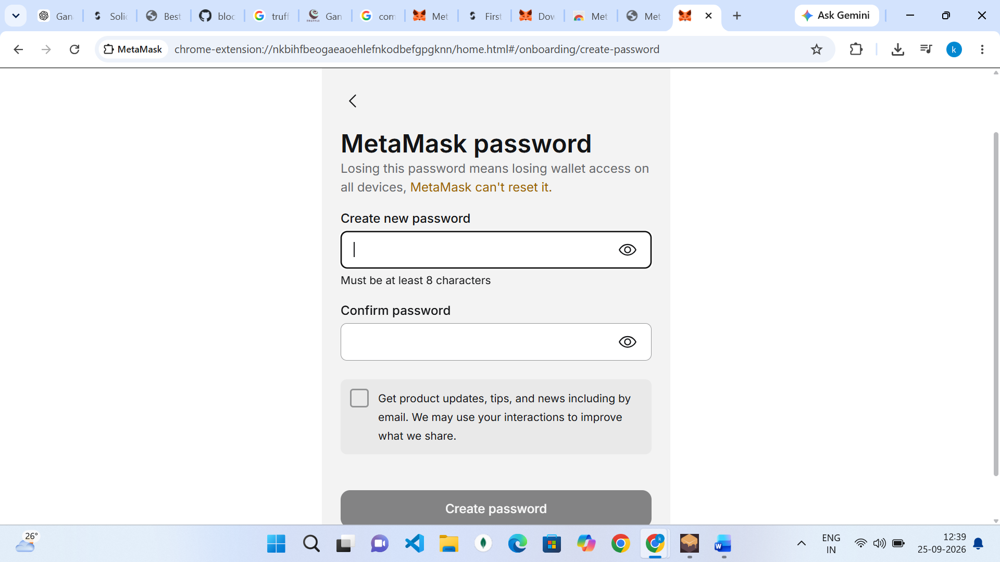 Gan
Soli
Best
bloc
truff
Gan
com
Met
First
Dow
Met
Met
Ask Gemini
MetaMask
chrome-extension://nkbihfbeogaeaoehlefnkodbefgpgknn/home.html#/onboarding/create-password
k
MetaMask password
Losing this password means losing wallet access on
all devices, MetaMask can't reset it.
Create new password
Must be at least 8 characters
Confirm password
Get product updates, tips, and news including by
email. We may use your interactions to improve
what we share.
Create password
26°
ENG
IN
12:39
25-09-2026